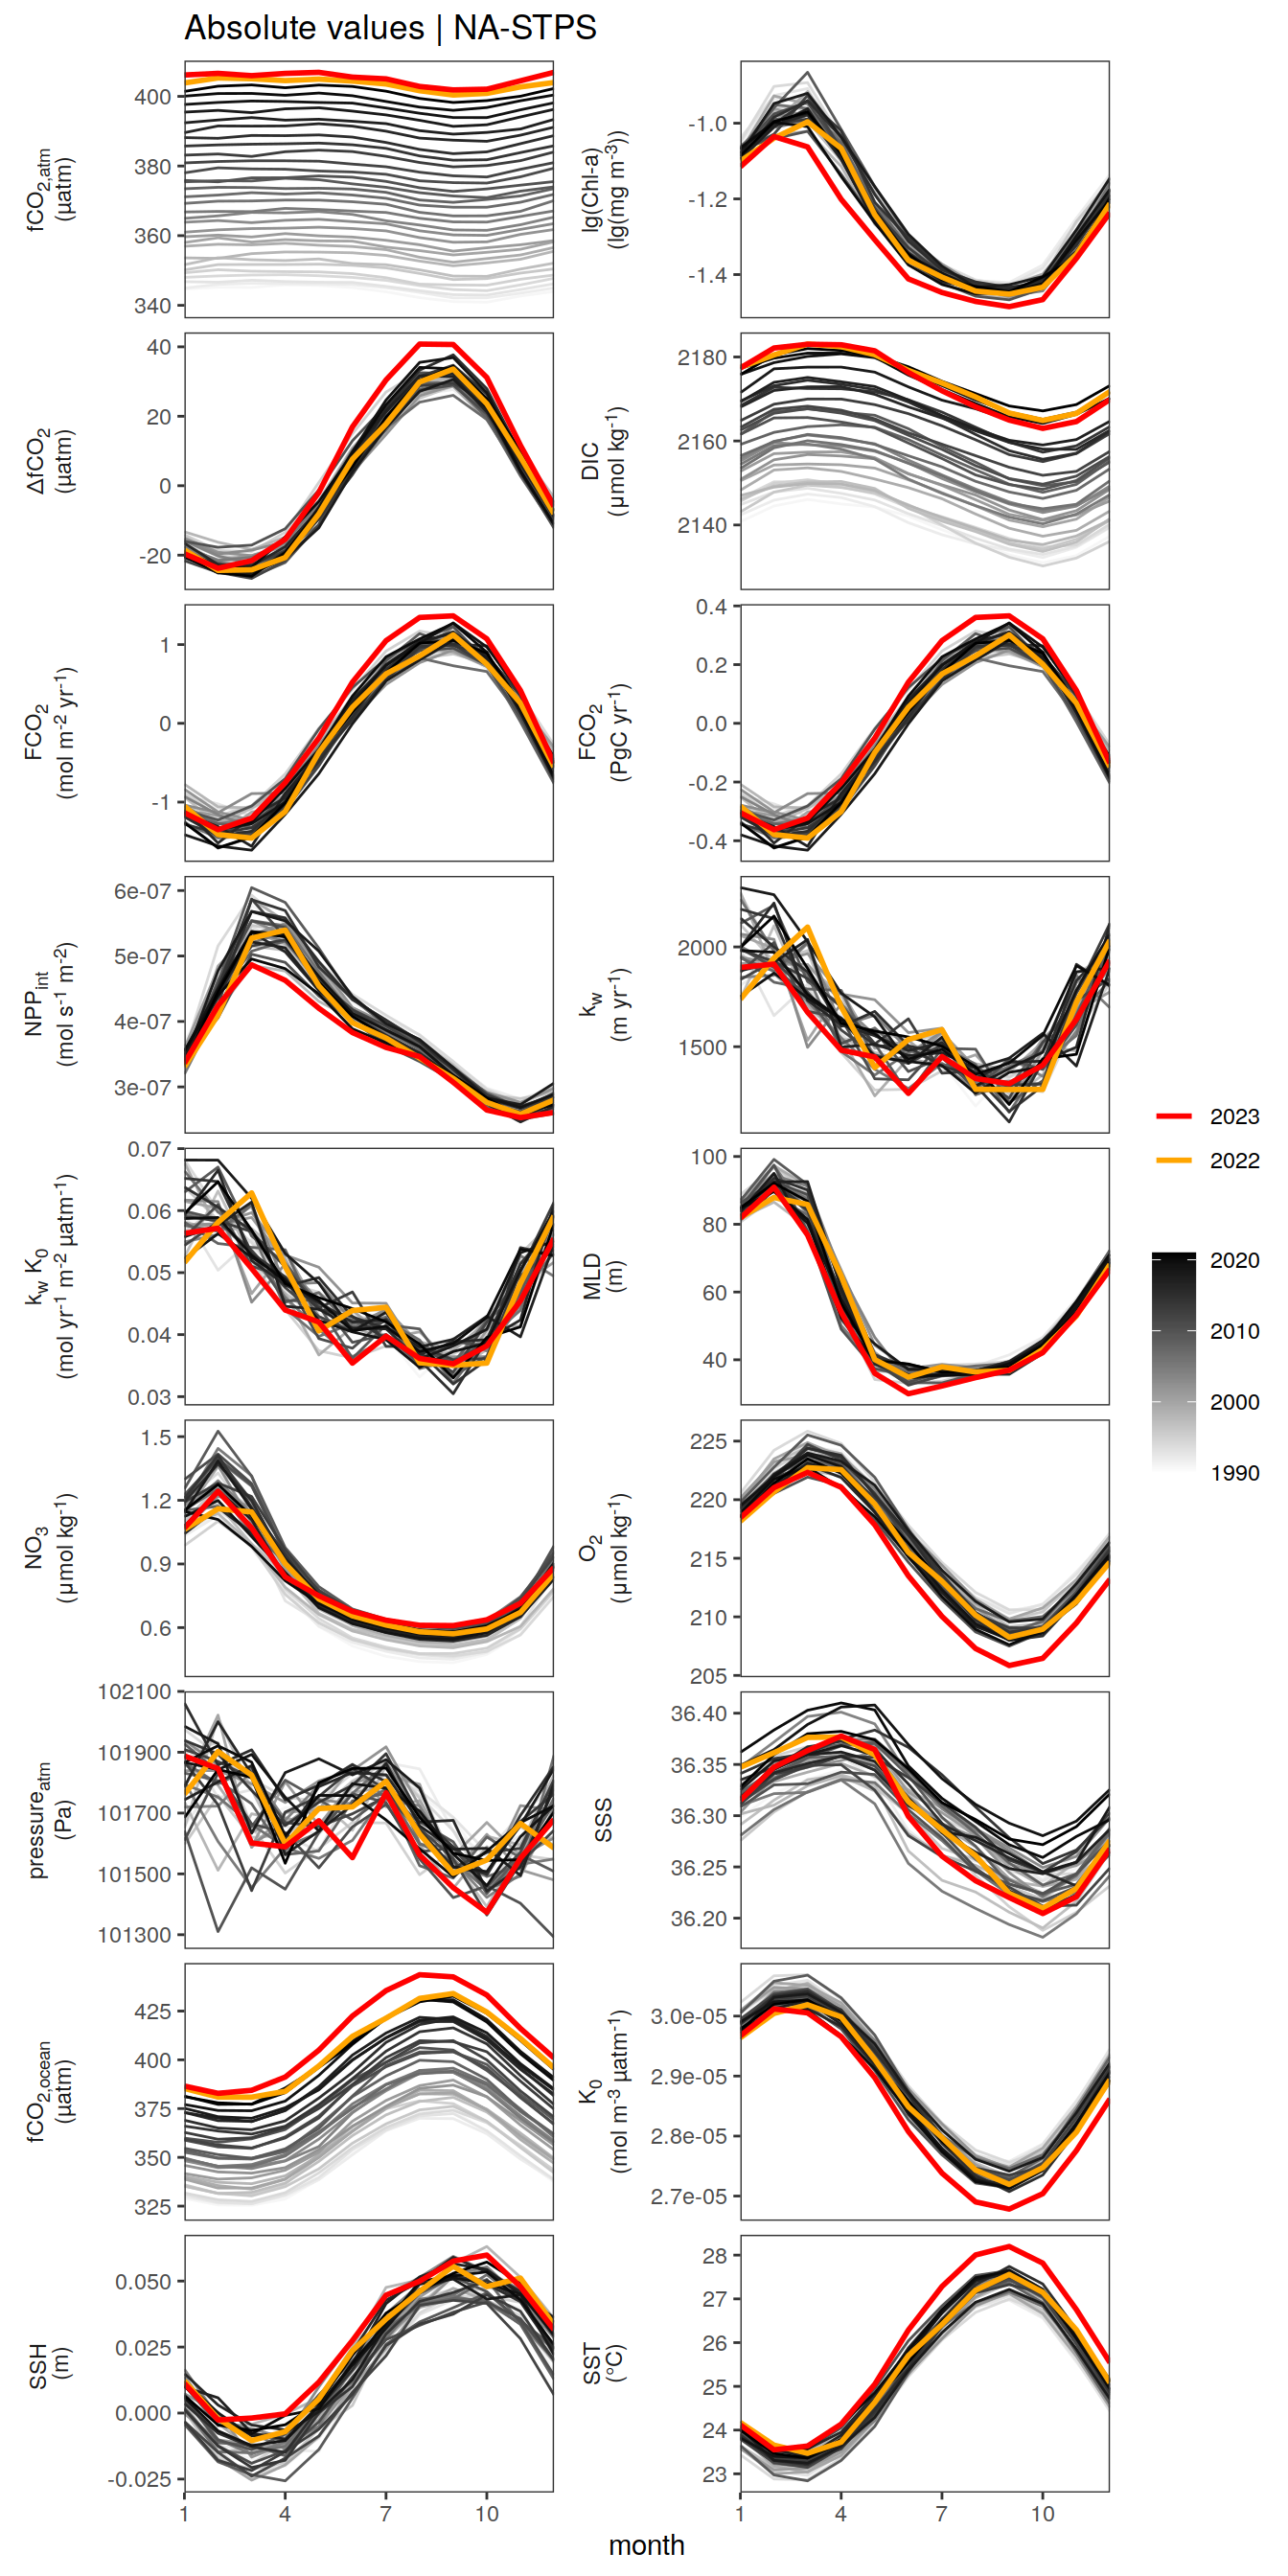 Absolute values | NA-STPS
fCO2,atm
(µatm)
400
380
360
340
lg(Chl-a)
(lg(mg m-3))
-1.0
-1.2
-1.4
ΔfCO2
(µatm)
40
20
0
-20
DIC
(µmol kg-1)
2180
2160
2140
FCO2
(mol m-2 yr-1)
1
0
-1
FCO2
(PgC yr-1)
0.4
0.2
0.0
-0.2
-0.4
NPPint
(mol s-1 m-2)
6e-07
5e-07
4e-07
3e-07
kw
(m yr-1)
2000
1500
kw K0
(mol yr-1 m-2 µatm-1)
0.07
0.06
0.05
0.04
0.03
MLD
(m)
100
80
60
40
2023
2022
2020
2010
2000
1990
NO3
(µmol kg-1)
1.5
1.2
0.9
0.6
O2
(µmol kg-1)
225
220
215
210
205
pressureatm
(Pa)
102100
101900
101700
101500
101300
SSS
36.40
36.35
36.30
36.25
36.20
fCO2,ocean
(µatm)
425
400
375
350
325
K0
(mol m-3 µatm-1)
3.0e-05
2.9e-05
2.8e-05
2.7e-05
SSH
(m)
0.050
0.025
0.000
-0.025
SST
(°C)
28
27
26
25
24
23
1 4 7 10
1 4 7 10
month